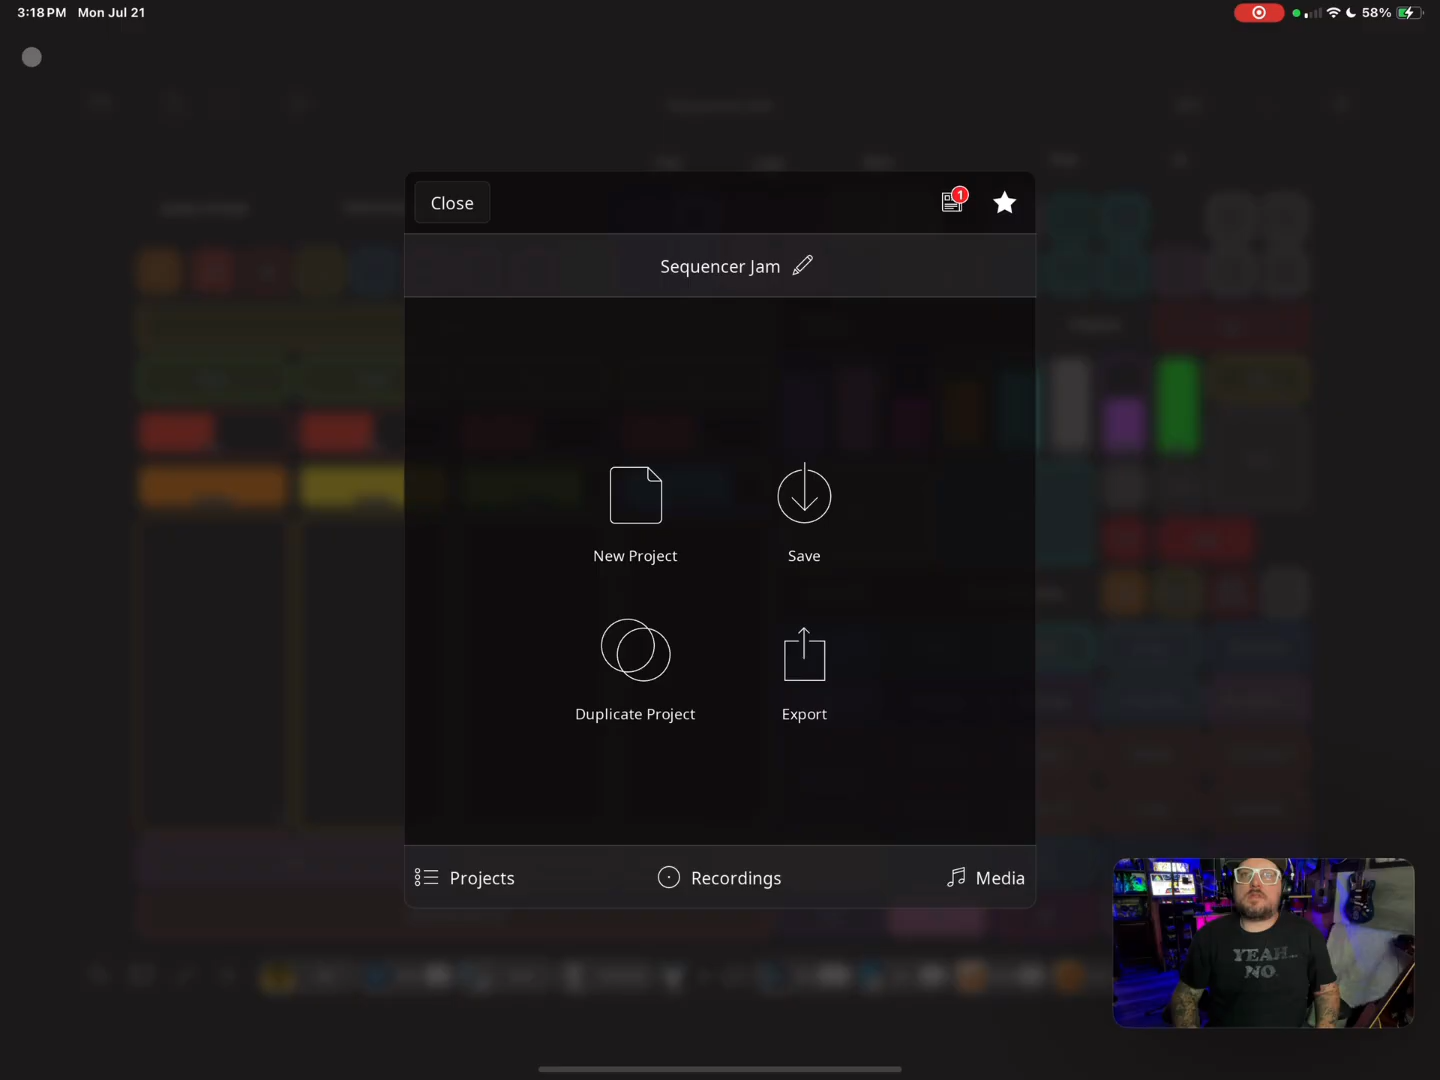 3:18 PM Mon Jul 21
58%
Close
1
Sequencer Jam
New Project
Save
Duplicate Project
Export
Projects
Recordings
Media
YEAH...
NO.